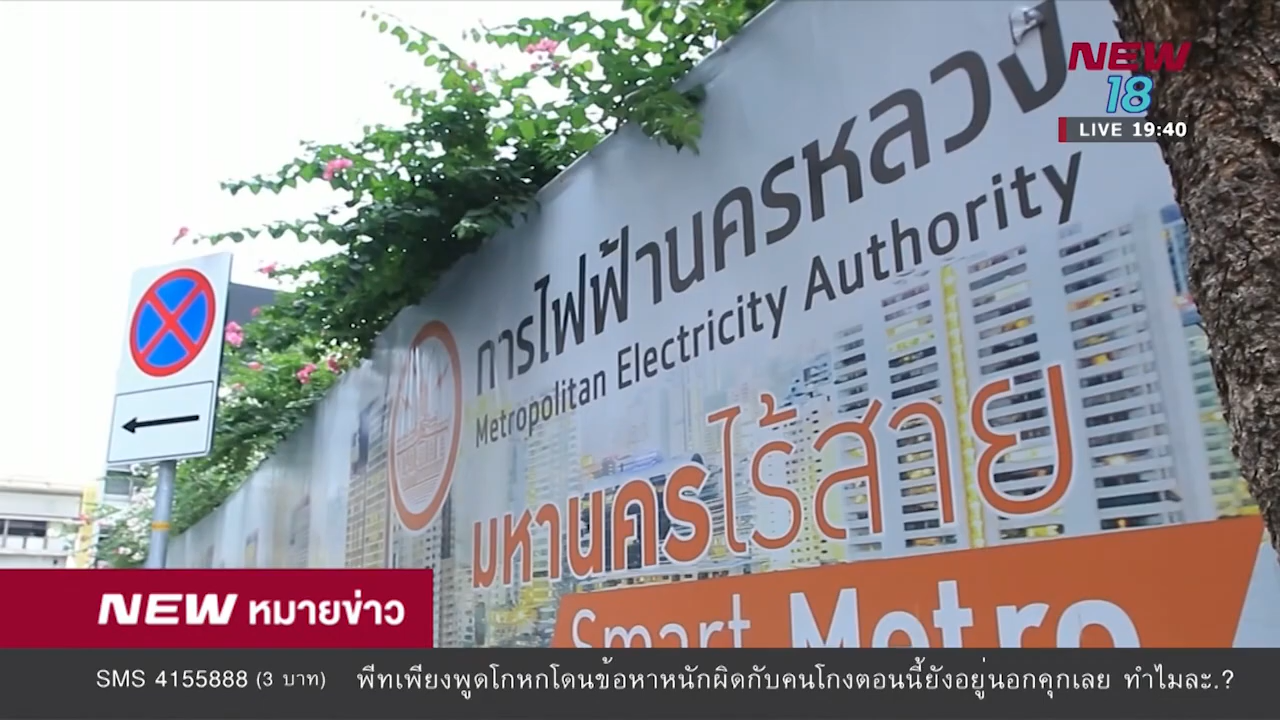 NEW
18
LIVE 19:40
การไฟฟ้านครหลวง
Metropolitan Electricity Authority
มหานครไร้สาย
Smart Metro
NEW หมายข่าว
SMS 4155888 (3 บาท) พีทเพียงพูดโกหกโดนข้อหาหนักผิดกับคนโกงตอนนี้ยังอยู่นอกคุกเลย ทำไมละ.?